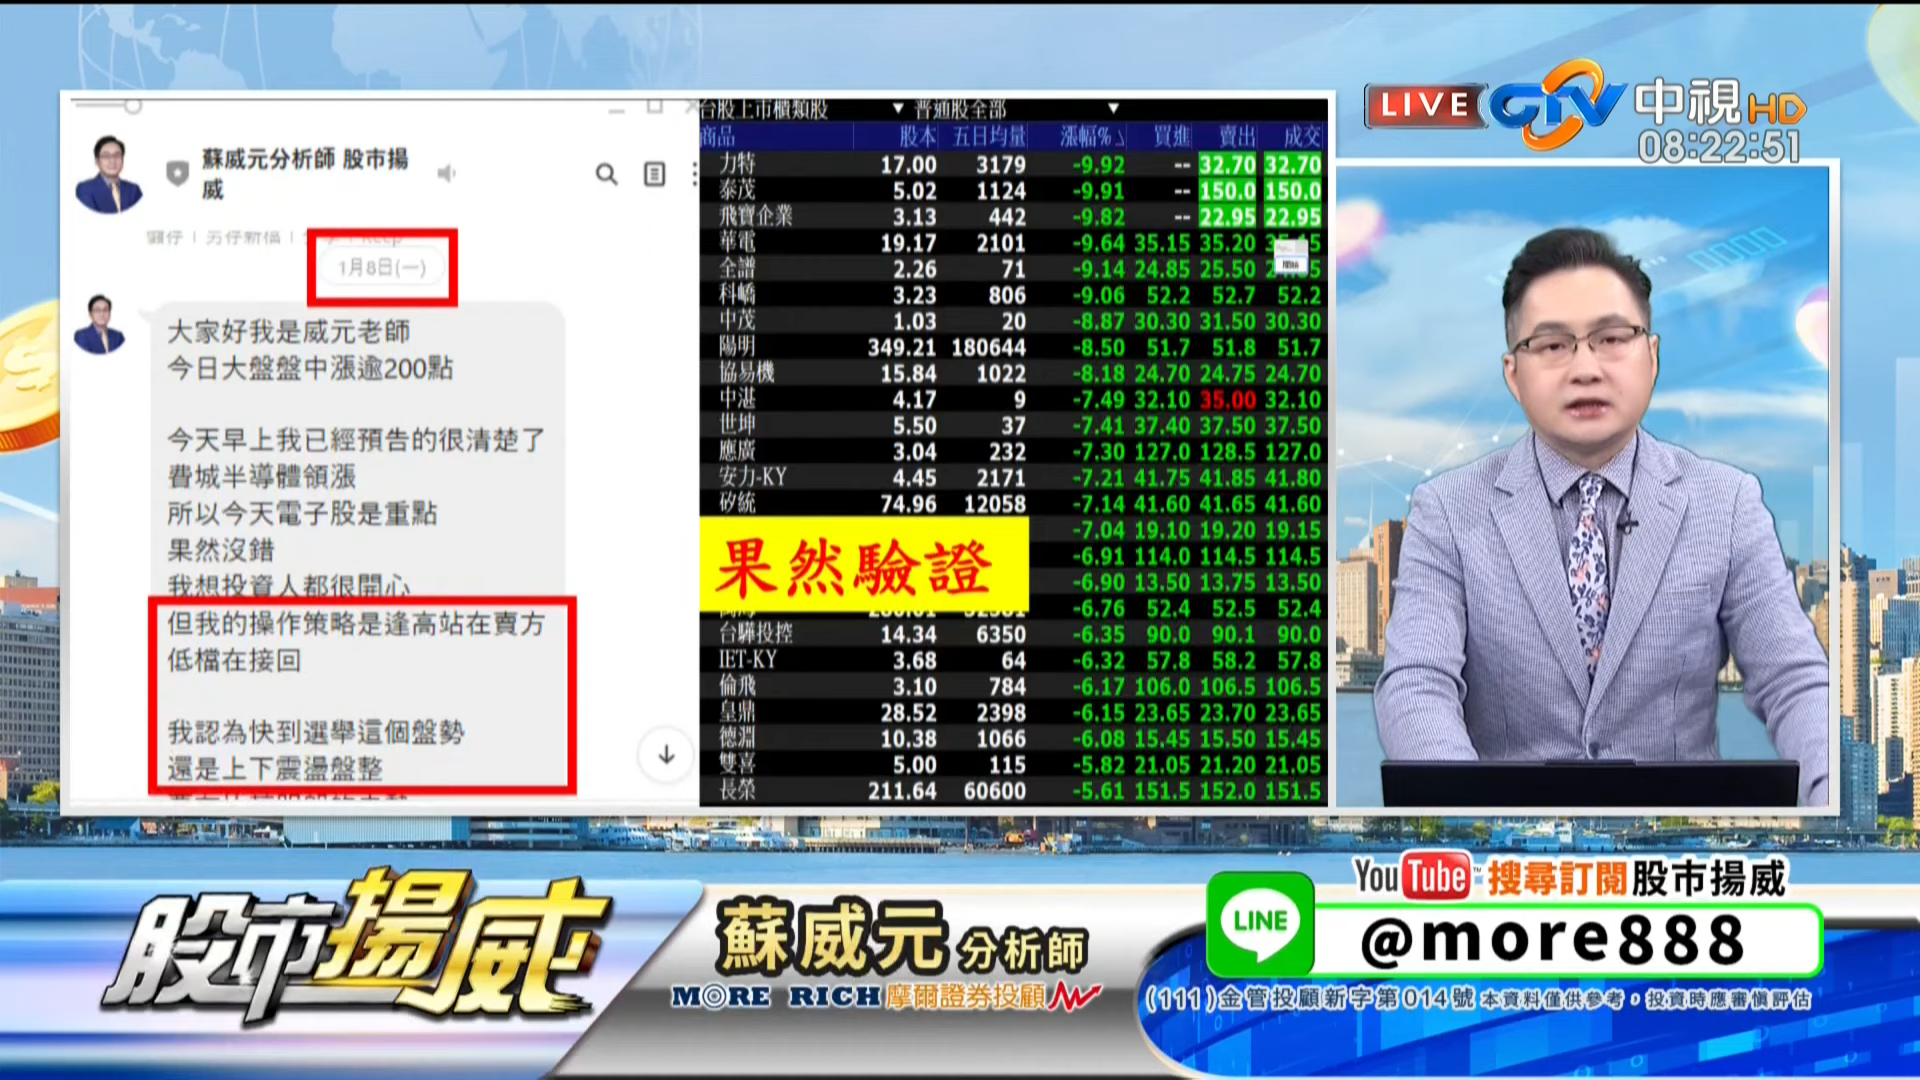 LIVE CTV 中視 HD
08:22:51
蘇威元分析師 股市揚
威
1月8日(一)
大家好我是威元老師
今日大盤盤中漲逾200點
今天早上我已經預告的很清楚了
費城半導體領漲
所以今天電子股是重點
果然沒錯
我想投資人都很開心
但我的操作策略是逢高站在賣方
低檔在接回
我認為快到選舉這個盤勢
還是上下震盪盤整
台股上市櫃類股 ▼ 普通股全部 ▼
商品 股本 五日均量 漲幅%△ 買進 賣出 成交
力特 17.00 3179 -9.92 -- 32.70 32.70
泰茂 5.02 1124 -9.91 -- 150.0 150.0
飛寶企業 3.13 442 -9.82 -- 22.95 22.95
華電 19.17 2101 -9.64 35.15 35.20
全譜 2.26 71 -9.14 24.85 25.50
科嶠 3.23 806 -9.06 52.2 52.7 52.2
中茂 1.03 20 -8.87 30.30 31.50 30.30
陽明 349.21 180644 -8.50 51.7 51.8 51.7
協易機 15.84 1022 -8.18 24.70 24.75 24.70
中湛 4.17 9 -7.49 32.10 35.00 32.10
世坤 5.50 37 -7.41 37.40 37.50 37.50
應廣 3.04 232 -7.30 127.0 128.5 127.0
安力-KY 4.45 2171 -7.21 41.75 41.85 41.80
矽統 74.96 12058 -7.14 41.60 41.65 41.60
-7.04 19.10 19.20 19.15
-6.91 114.0 114.5 114.5
-6.90 13.50 13.75 13.50
-6.76 52.4 52.5 52.4
台驊投控 14.34 6350 -6.35 90.0 90.1 90.0
IET-KY 3.68 64 -6.32 57.8 58.2 57.8
倫飛 3.10 784 -6.17 106.0 106.5 106.5
皇鼎 28.52 2398 -6.15 23.65 23.70 23.65
德淵 10.38 1066 -6.08 15.45 15.50 15.45
雙喜 5.00 115 -5.82 21.05 21.20 21.05
長榮 211.64 60600 -5.61 151.5 152.0 151.5
果然驗證
股市揚威
蘇威元 分析師
MORE RICH 摩爾證券投顧
YouTube 搜尋訂閱 股市揚威
LINE @more888
(111)金管投顧新字第014號 本資料僅供參考，投資時應審慎評估